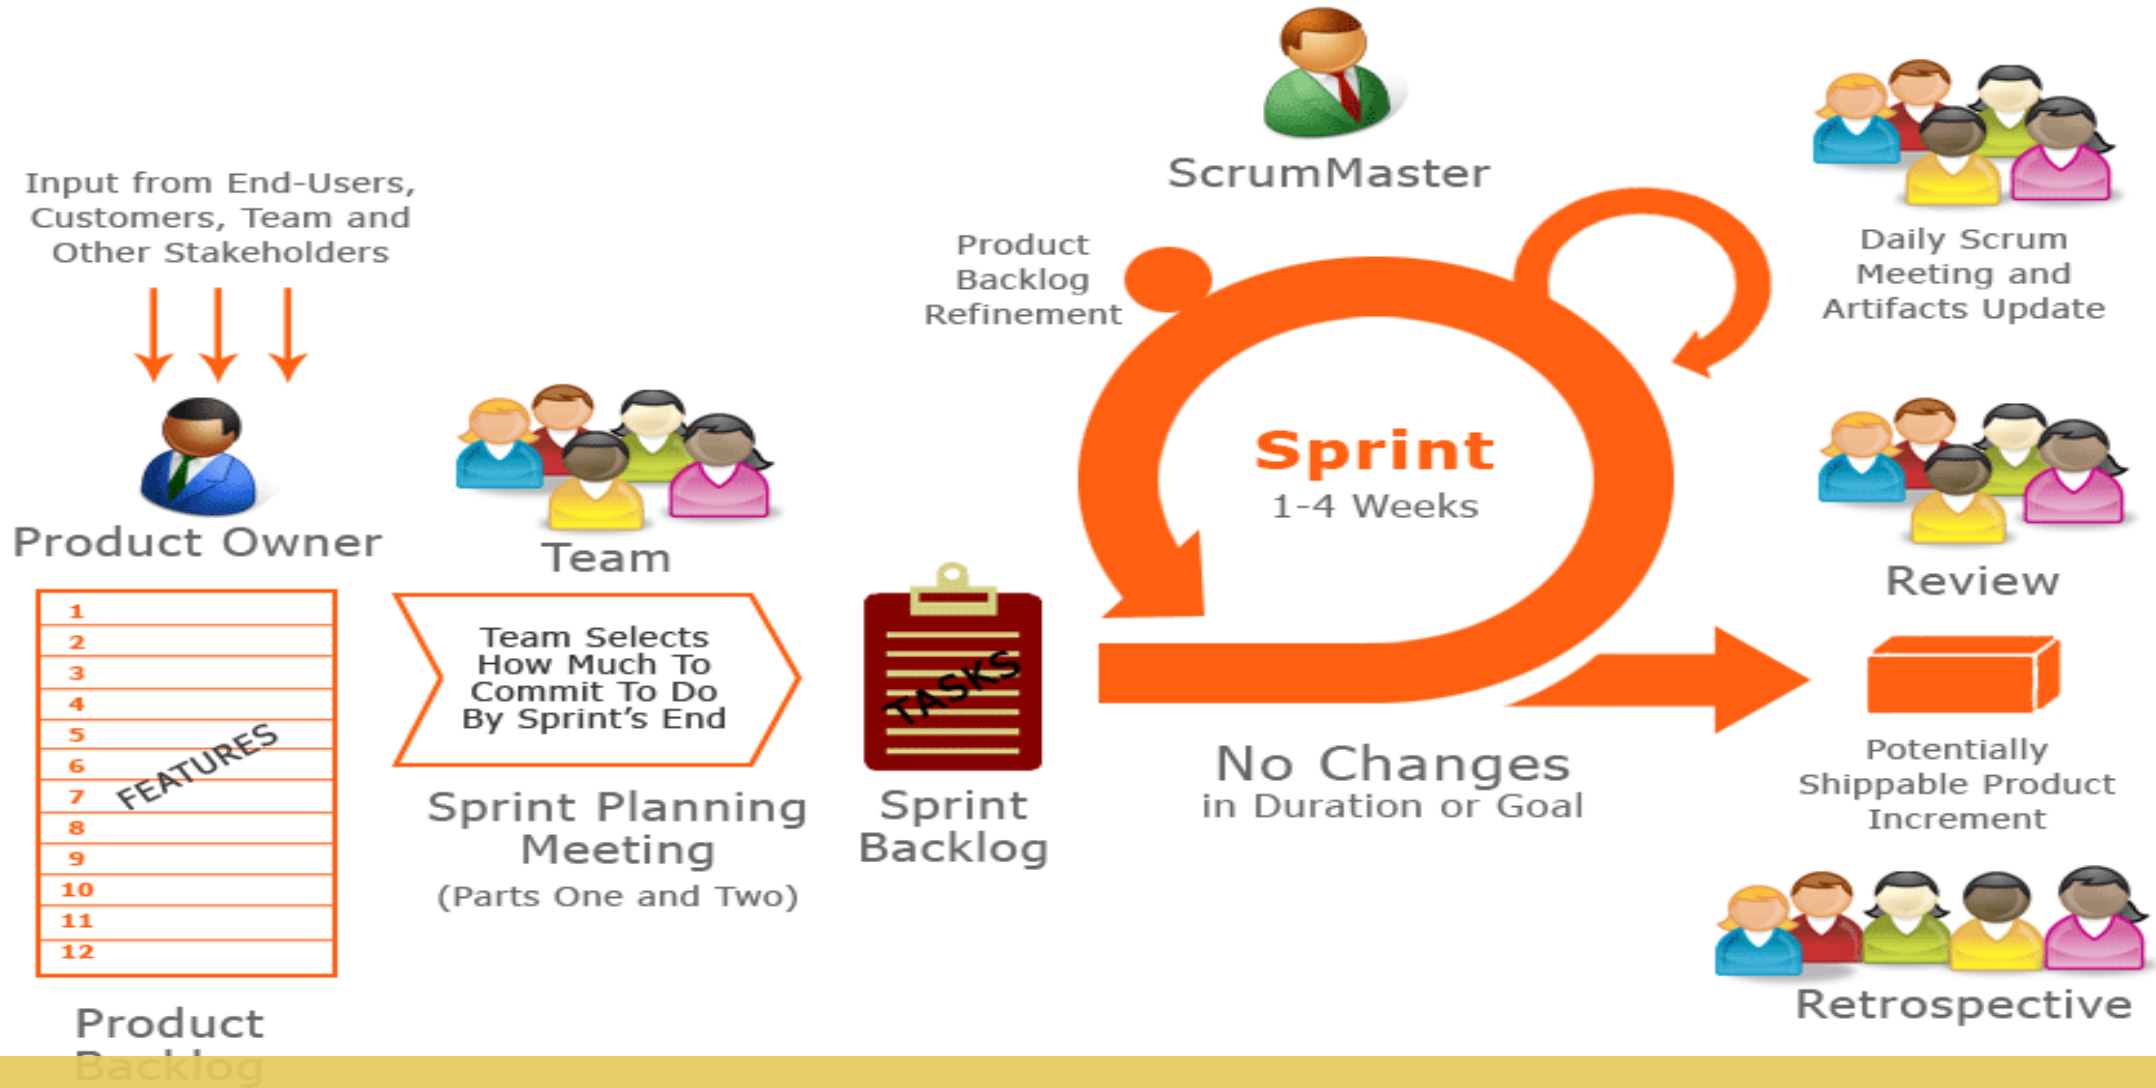 Input from End-Users,
Customers, Team and
Other Stakeholders
Product Owner
1
2
3
4
5
6
7
8
9
10
11
12
FEATURES
Product
Backlog
Team
Team Selects
How Much To
Commit To Do
By Sprint's End
Sprint Planning
Meeting
(Parts One and Two)
TASKS
Sprint
Backlog
ScrumMaster
Product
Backlog
Refinement
Sprint
1-4 Weeks
No Changes
in Duration or Goal
Daily Scrum
Meeting and
Artifacts Update
Review
Potentially
Shippable Product
Increment
Retrospective